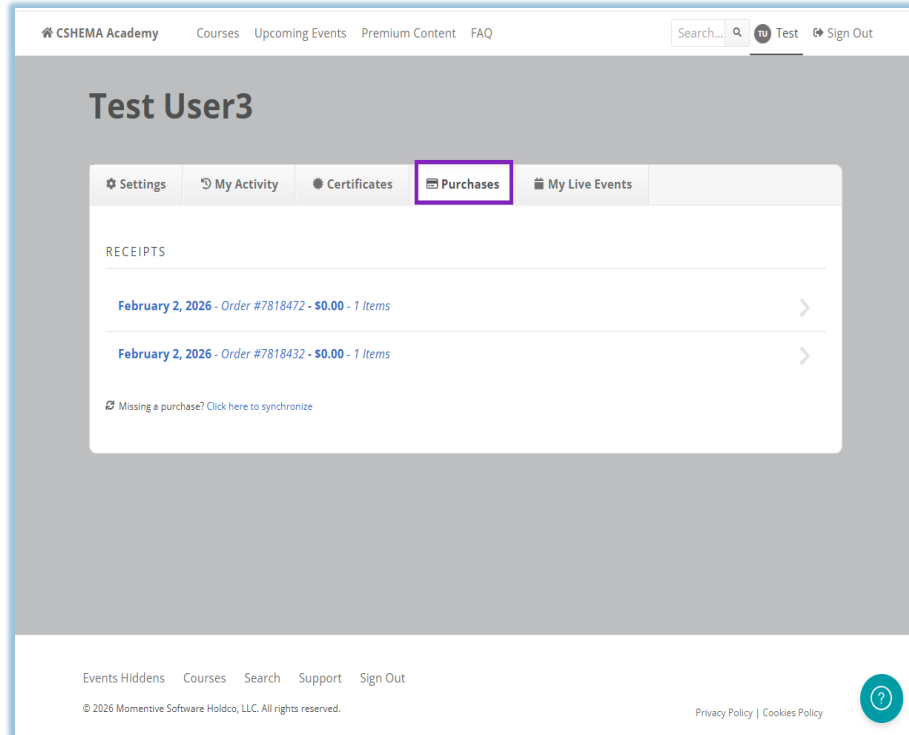 CSHEMA Academy Courses Upcoming Events Premium Content FAQ Search... TU Test Sign Out
Test User3
Settings My Activity Certificates Purchases My Live Events
RECEIPTS
February 2, 2026 - Order #7818472 - $0.00 - 1 Items
February 2, 2026 - Order #7818432 - $0.00 - 1 Items
Missing a purchase? Click here to synchronize
Events Hiddens Courses Search Support Sign Out
© 2026 Momentive Software Holdco, LLC. All rights reserved.
Privacy Policy | Cookies Policy
?